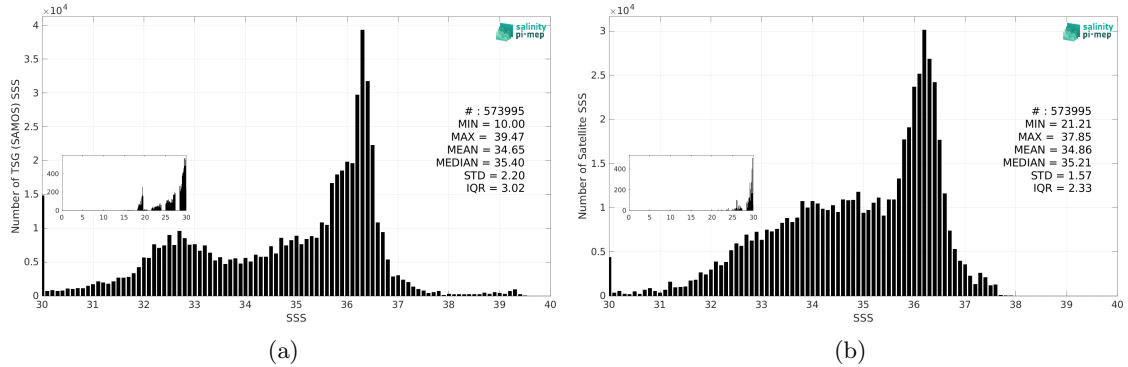 ×10⁴
4
3.5
3
2.5
2
1.5
1
0.5
0
Number of TSG (SAMOS) SSS
salinity
pi-mep
# : 573995
MIN = 10.00
MAX = 39.47
MEAN = 34.65
MEDIAN = 35.40
STD = 2.20
IQR = 3.02
400
200
0
0 5 10 15 20 25 30
30 31 32 33 34 35 36 37 38 39 40
SSS
(a)
×10⁴
3
2.5
2
1.5
1
0.5
0
Number of Satellite SSS
salinity
pi-mep
# : 573995
MIN = 21.21
MAX = 37.85
MEAN = 34.86
MEDIAN = 35.21
STD = 1.57
IQR = 2.33
400
200
0
0 5 10 15 20 25 30
30 31 32 33 34 35 36 37 38 39 40
SSS
(b)